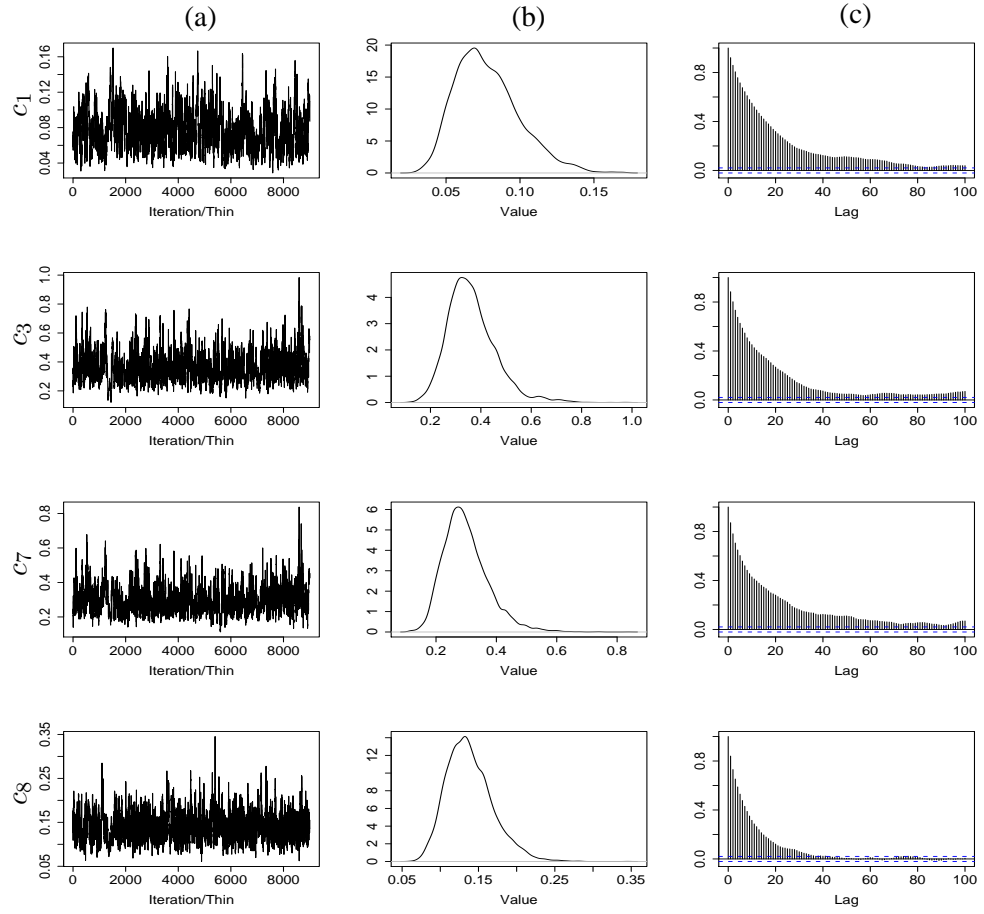 (a) (b) (c)
c1
0.04 0.08 0.12 0.16
0 2000 4000 6000 8000
Iteration/Thin
0 5 10 15 20
0.05 0.10 0.15
Value
0.0 0.4 0.8
0 20 40 60 80 100
Lag
c3
0.2 0.4 0.6 0.8 1.0
0 2000 4000 6000 8000
Iteration/Thin
0 1 2 3 4
0.2 0.4 0.6 0.8 1.0
Value
0.0 0.4 0.8
0 20 40 60 80 100
Lag
c7
0.2 0.4 0.6 0.8
0 2000 4000 6000 8000
Iteration/Thin
0 1 2 3 4 5 6
0.2 0.4 0.6 0.8
Value
0.0 0.4 0.8
0 20 40 60 80 100
Lag
c8
0.05 0.15 0.25 0.35
0 2000 4000 6000 8000
Iteration/Thin
0 2 4 6 8 12
0.05 0.15 0.25 0.35
Value
0.0 0.4 0.8
0 20 40 60 80 100
Lag